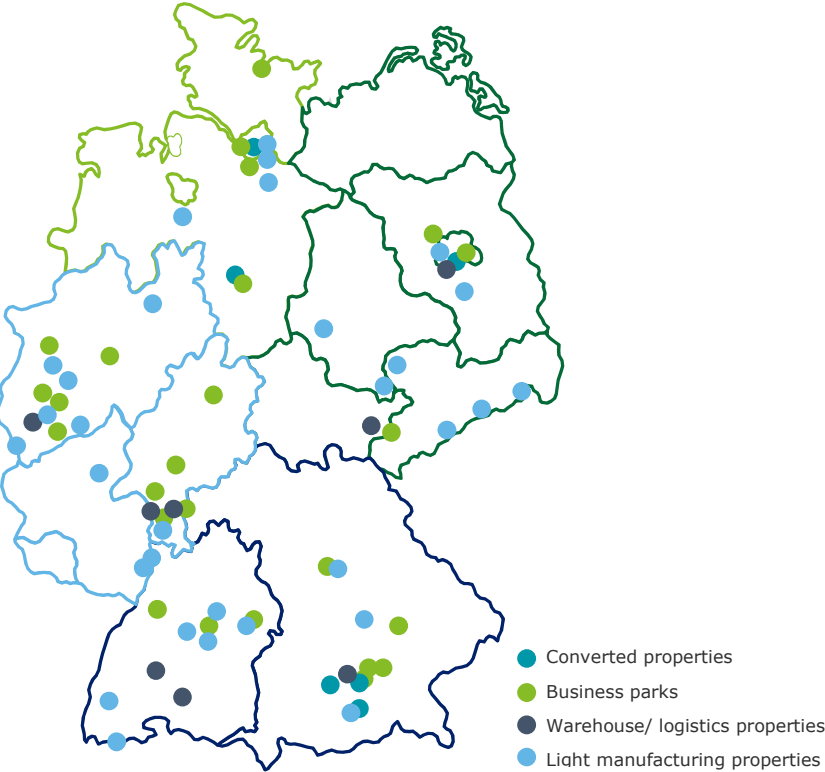 Converted properties
Business parks
Warehouse/ logistics properties
Light manufacturing properties